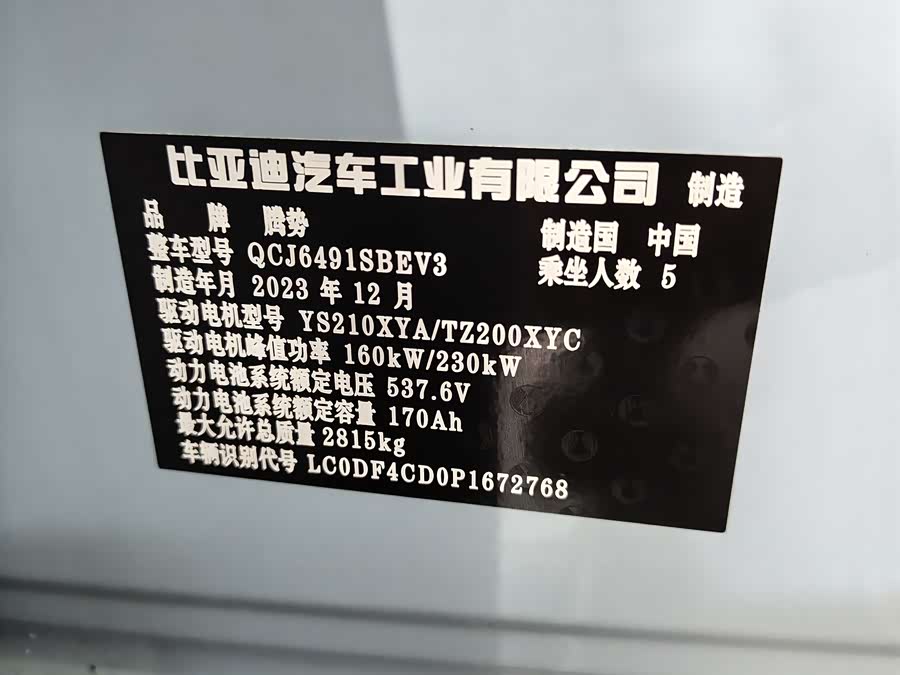 比亚迪汽车工业有限公司 制造
品 牌 腾势 制造国 中国
整车型号 QCJ6491SBEV3 乘坐人数 5
制造年月 2023 年 12 月
驱动电机型号 YS210XYA/TZ200XYC
驱动电机峰值功率 160kW/230kW
动力电池系统额定电压 537.6V
动力电池系统额定容量 170Ah
最大允许总质量 2815kg
车辆识别代号 LC0DF4CD0P1672768